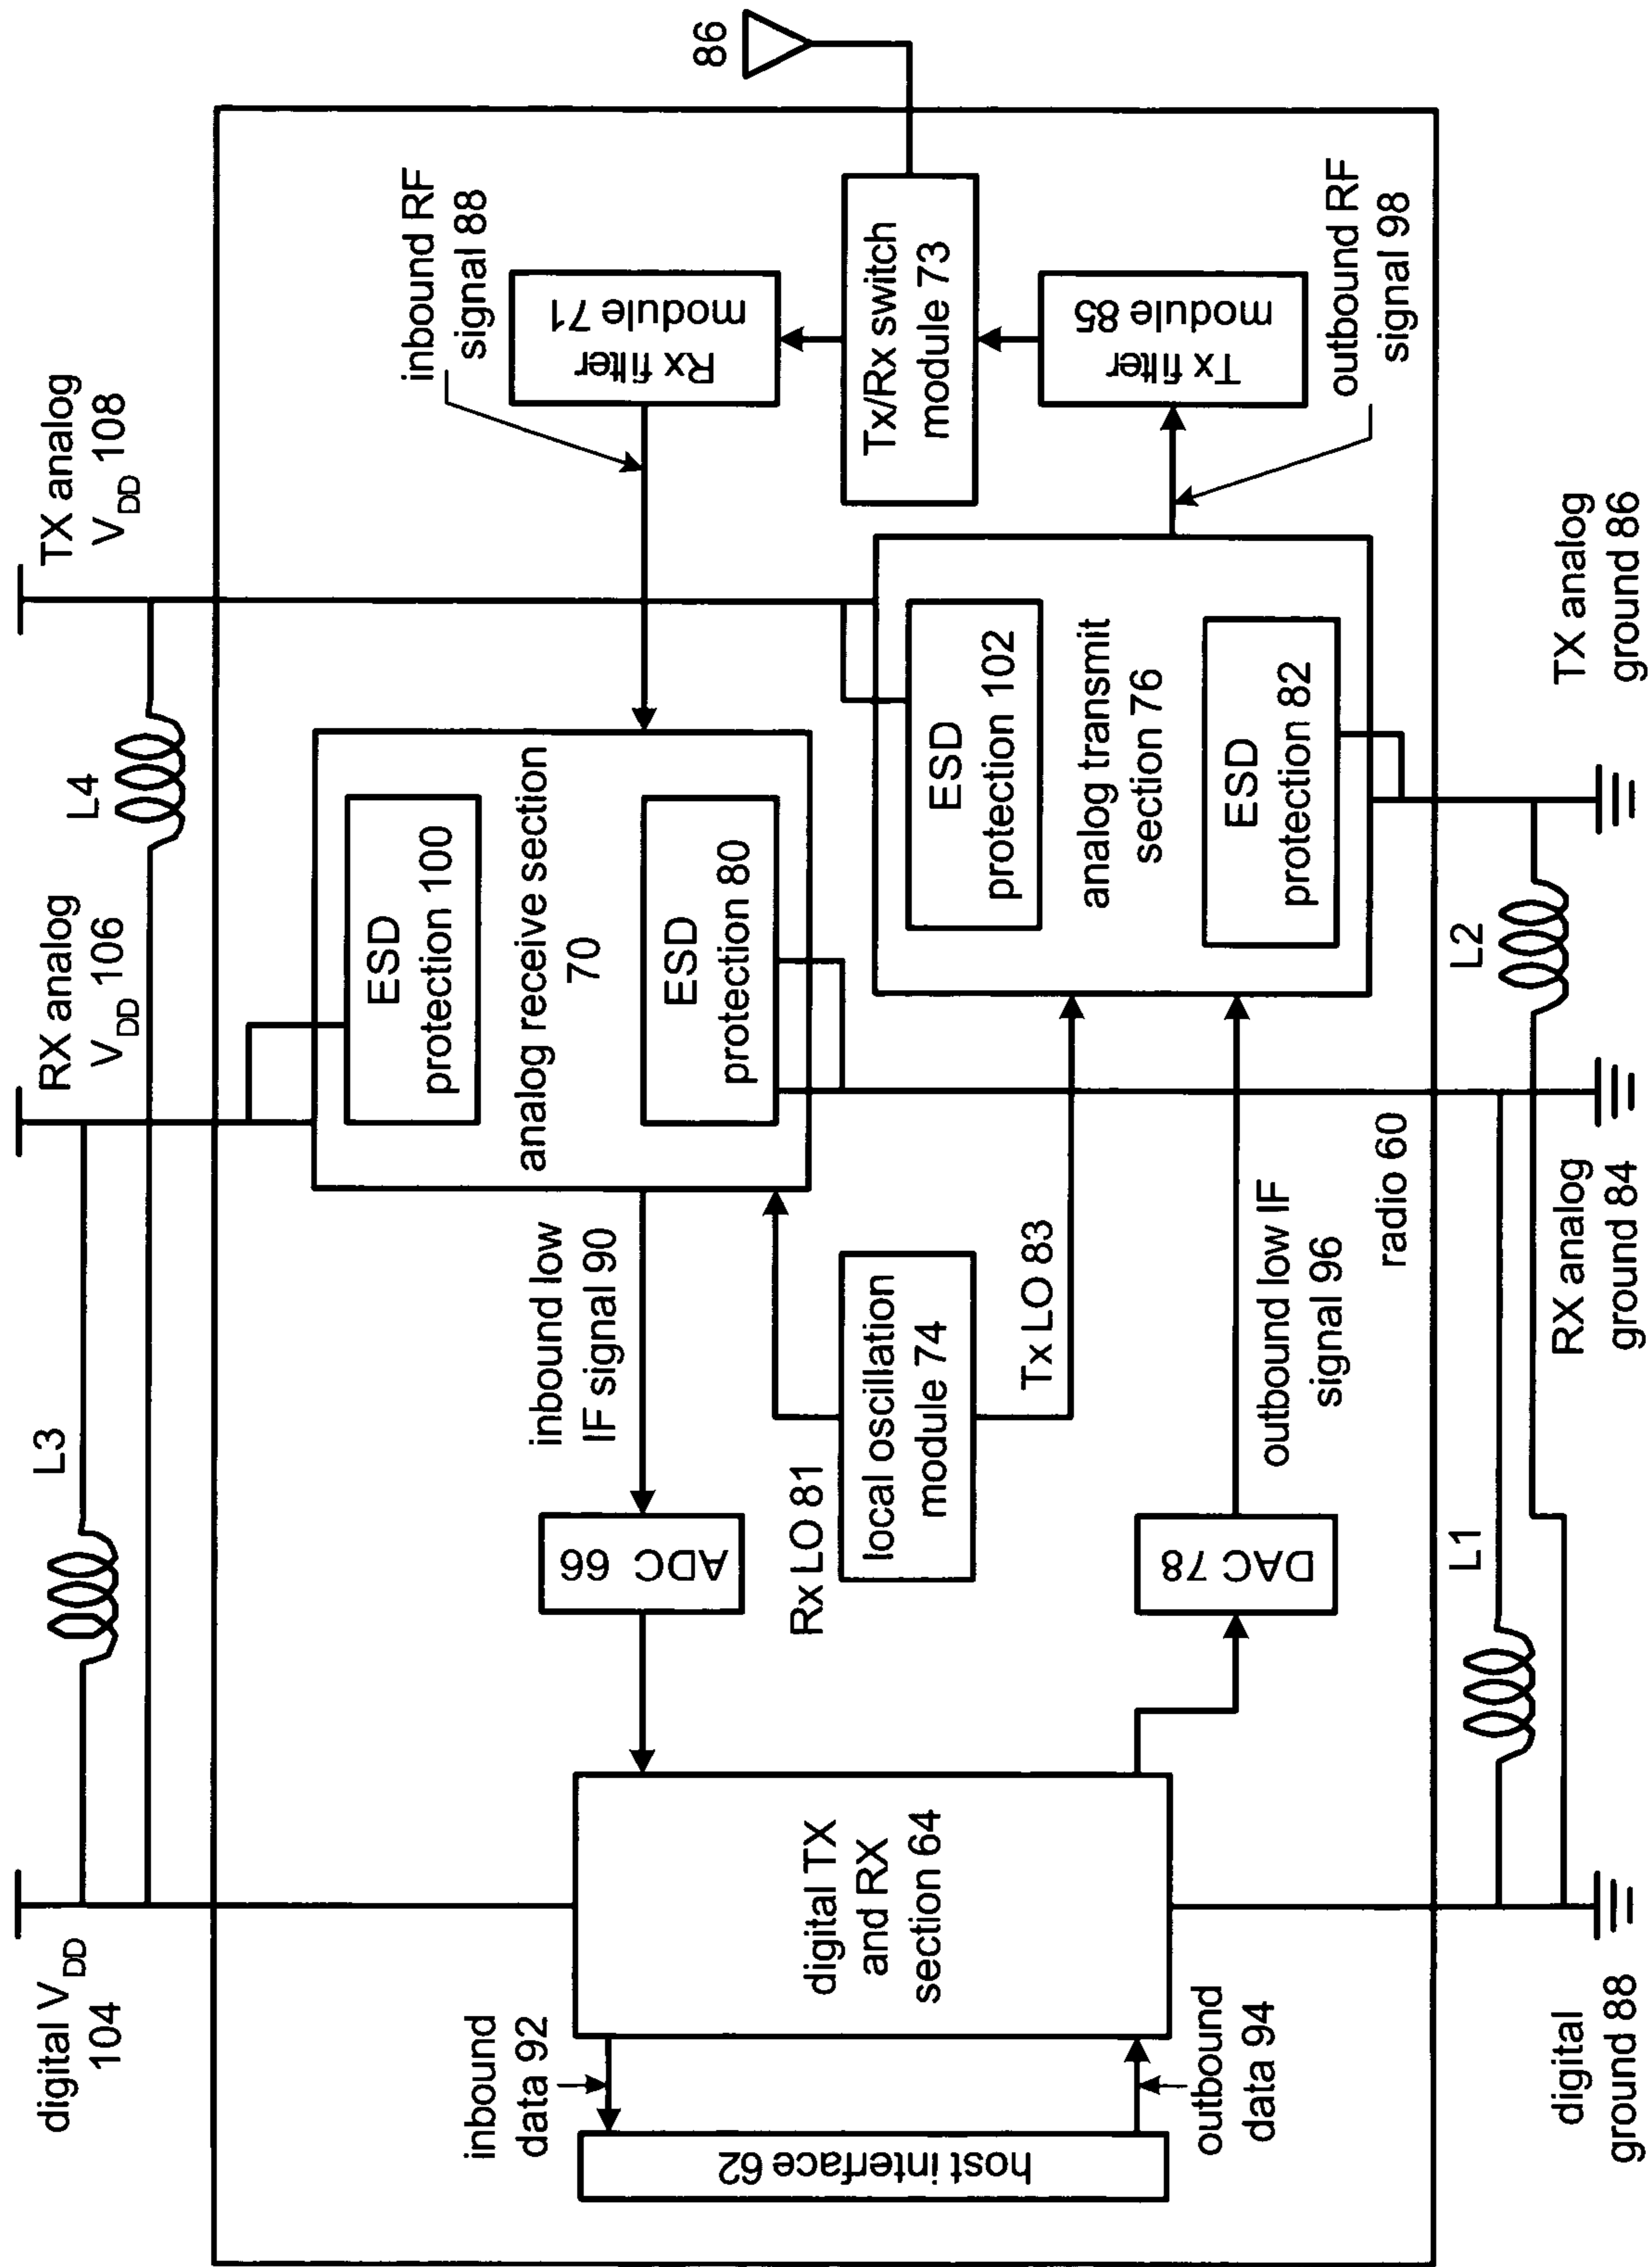 digital V DD
104
L3
RX analog
V DD 106
L4
TX analog
V DD 108
86
inbound
data 92
host interface 62
outbound
data 94
digital TX
and RX
section 64
ADC 66
inbound low
IF signal 90
Rx LO 81
local oscillation
module 74
Tx LO 83
DAC 78
outbound low IF
signal 96
ESD
protection 100
analog receive section
70
ESD
protection 80
ESD
protection 102
analog transmit
section 76
ESD
protection 82
inbound RF
signal 88
Rx filter
module 71
Tx/Rx switch
module 73
Tx filter
module 85
outbound RF
signal 98
radio 60
digital
ground 88
L1
RX analog
ground 84
L2
TX analog
ground 86